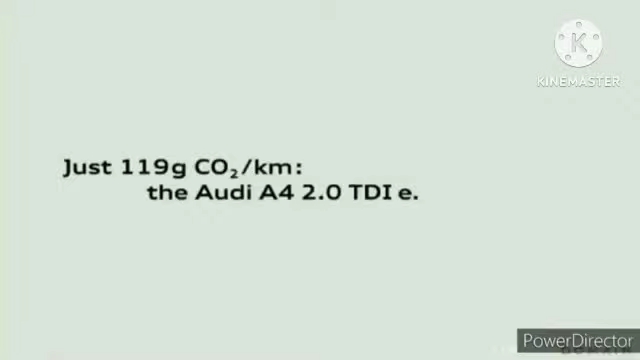 K
KINEMASTER
Just 119g CO₂/km:
the Audi A4 2.0 TDI e.
PowerDirector